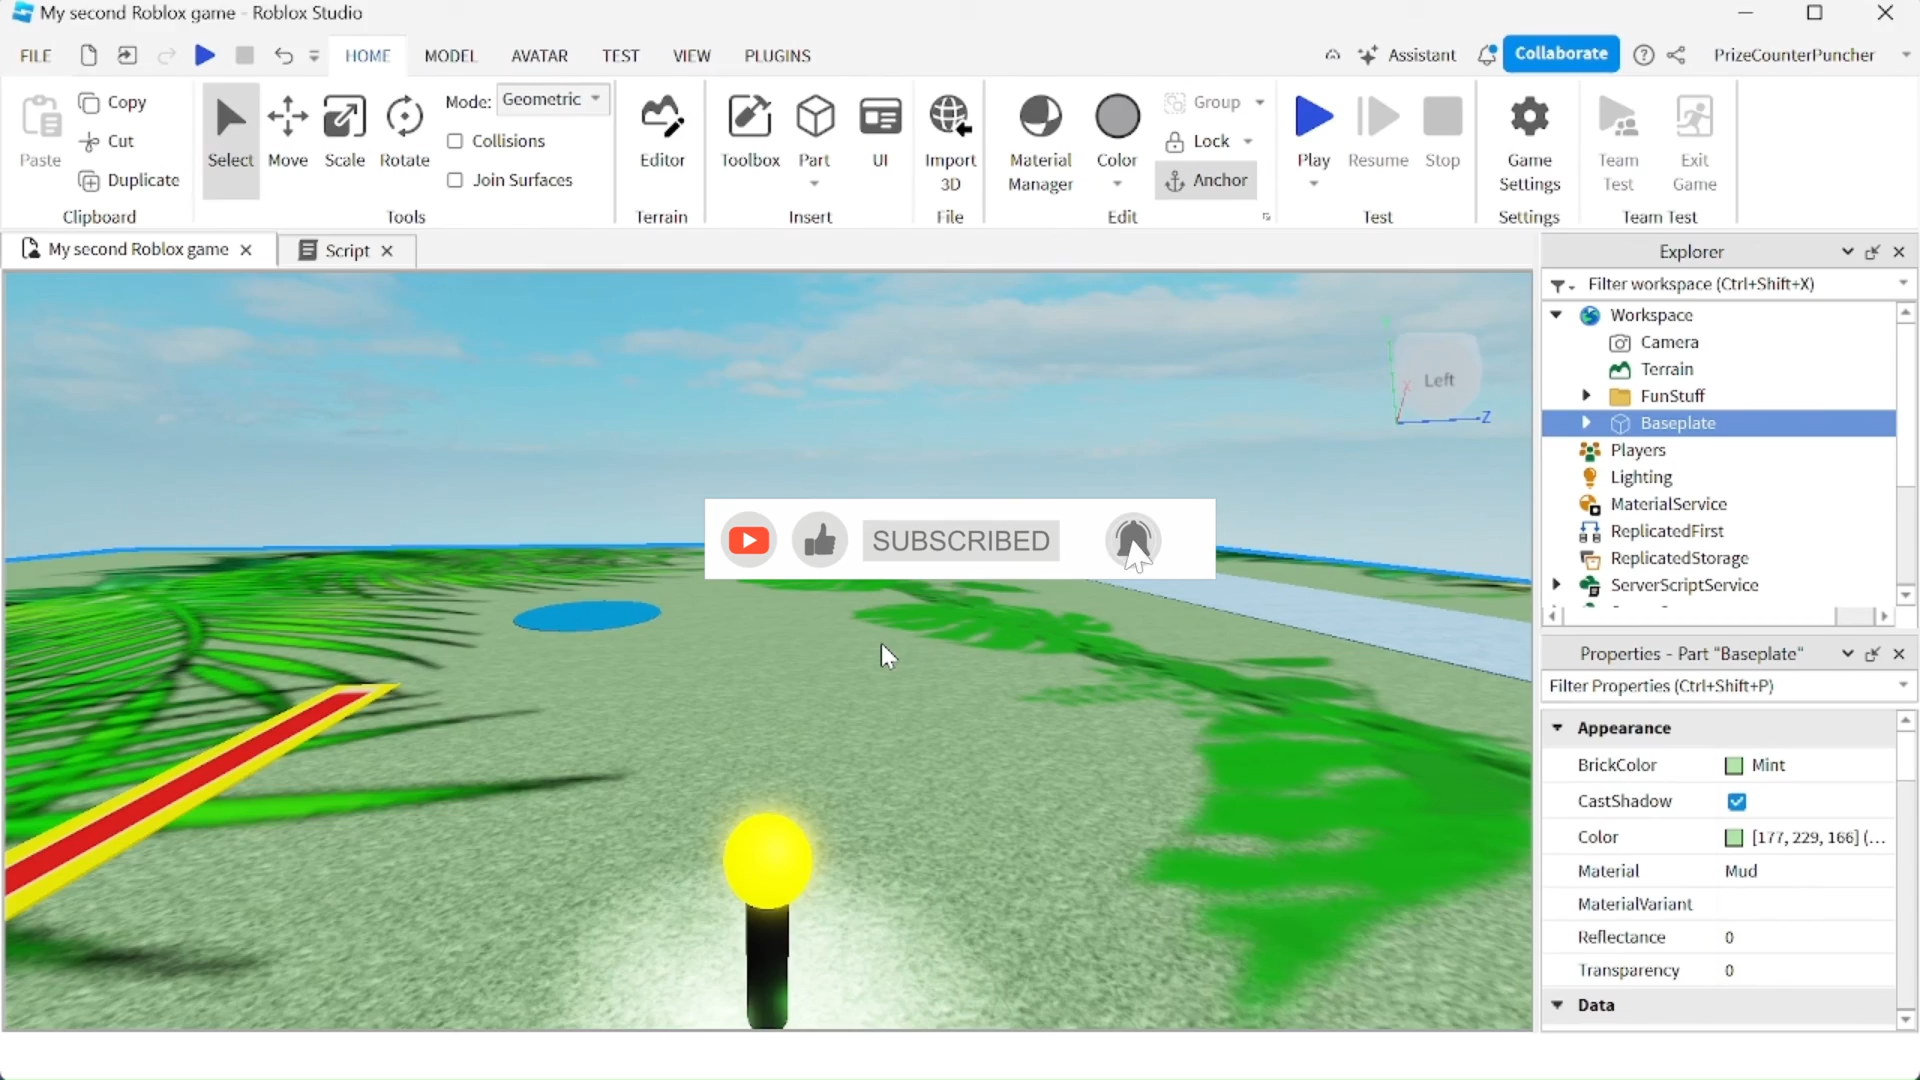 My second Roblox game - Roblox Studio
FILE HOME MODEL AVATAR TEST VIEW PLUGINS Assistant Collaborate PrizeCounterPuncher
Paste
Copy
Cut
Duplicate
Clipboard
Select Move Scale Rotate
Mode: Geometric
Collisions
Join Surfaces
Tools
Editor
Terrain
Toolbox Part UI
Insert
Import
3D
File
Material
Manager
Color
Group
Lock
Anchor
Edit
Play Resume Stop
Test
Game
Settings
Settings
Team
Test
Exit
Game
Team Test
My second Roblox game Script
Left
X
Z
SUBSCRIBED
Explorer
Filter workspace (Ctrl+Shift+X)
Workspace
Camera
Terrain
FunStuff
Baseplate
Players
Lighting
MaterialService
ReplicatedFirst
ReplicatedStorage
ServerScriptService
Properties - Part "Baseplate"
Filter Properties (Ctrl+Shift+P)
Appearance
BrickColor Mint
CastShadow
Color [177, 229, 166] (...
Material Mud
MaterialVariant
Reflectance 0
Transparency 0
Data